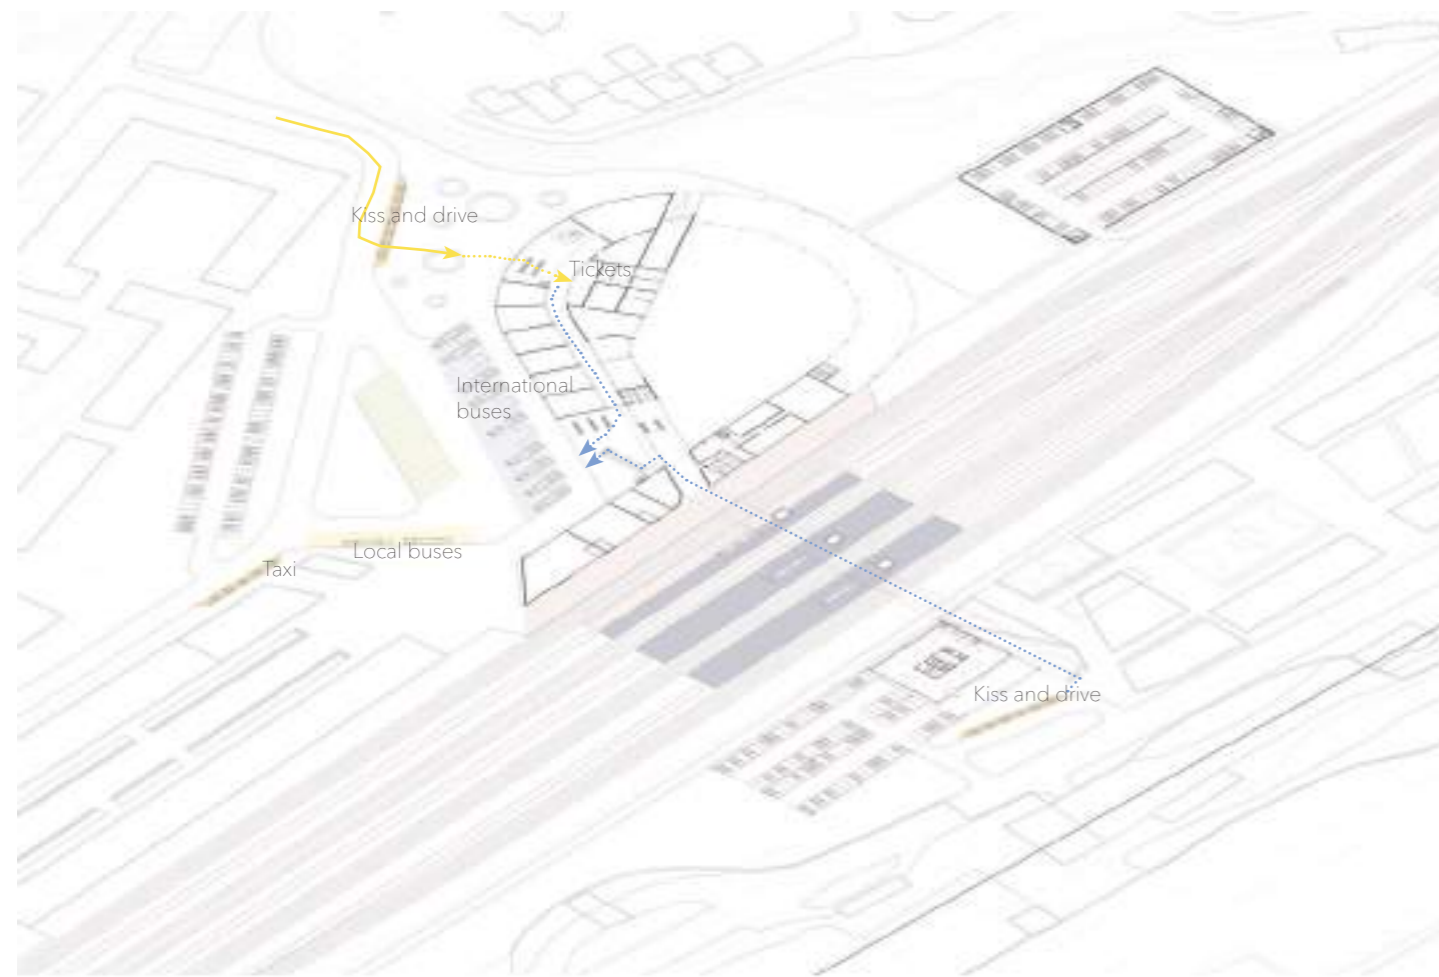 Kiss and drive
Tickets
International
buses
Local buses
Taxi
Kiss and drive